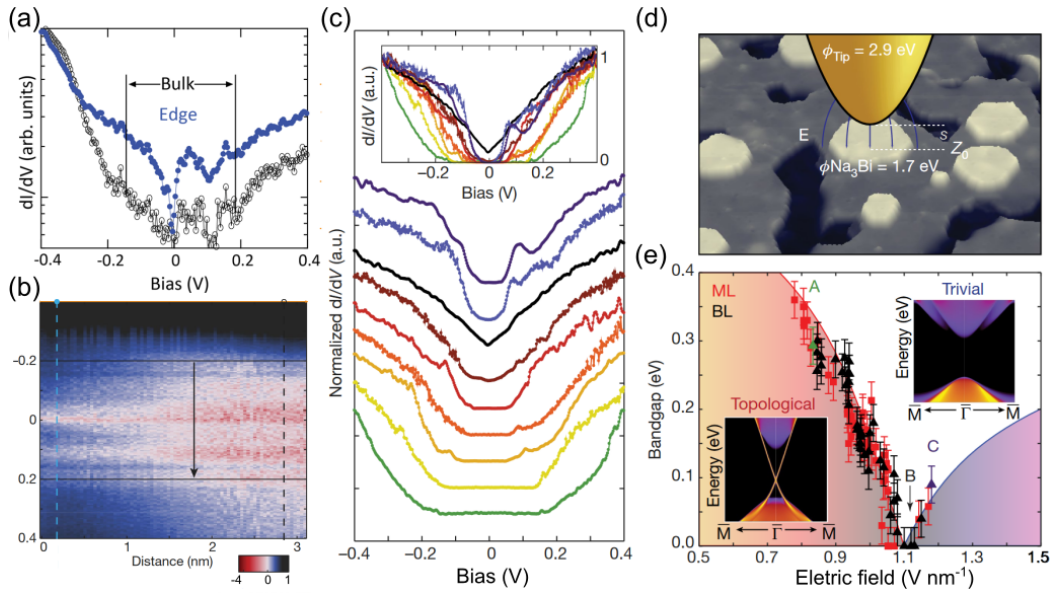 (a)
dI/dV (arb. units)
Bulk
Edge
-0.4 -0.2 0 0.2 0.4
Bias (V)
(b)
-0.2
0
0.2
0.4
0 1 2 3
Distance (nm)
-4 0 1
(c)
dI/dV (a.u.)
1
0
-0.2 0 0.2
Bias (V)
Normalized dI/dV (a.u.)
-0.4 -0.2 0 0.2 0.4
Bias (V)
(d)
ϕTip = 2.9 eV
E
s
Z0
ϕNa3Bi = 1.7 eV
(e)
Bandgap (eV)
0.4
0.3
0.2
0.1
0.0
ML
BL
A
Trivial
Energy (eV)
M Γ M
Topological
Energy (eV)
M Γ M
B
C
0.5 0.7 0.9 1.1 1.3 1.5
Eletric field (V nm-1)